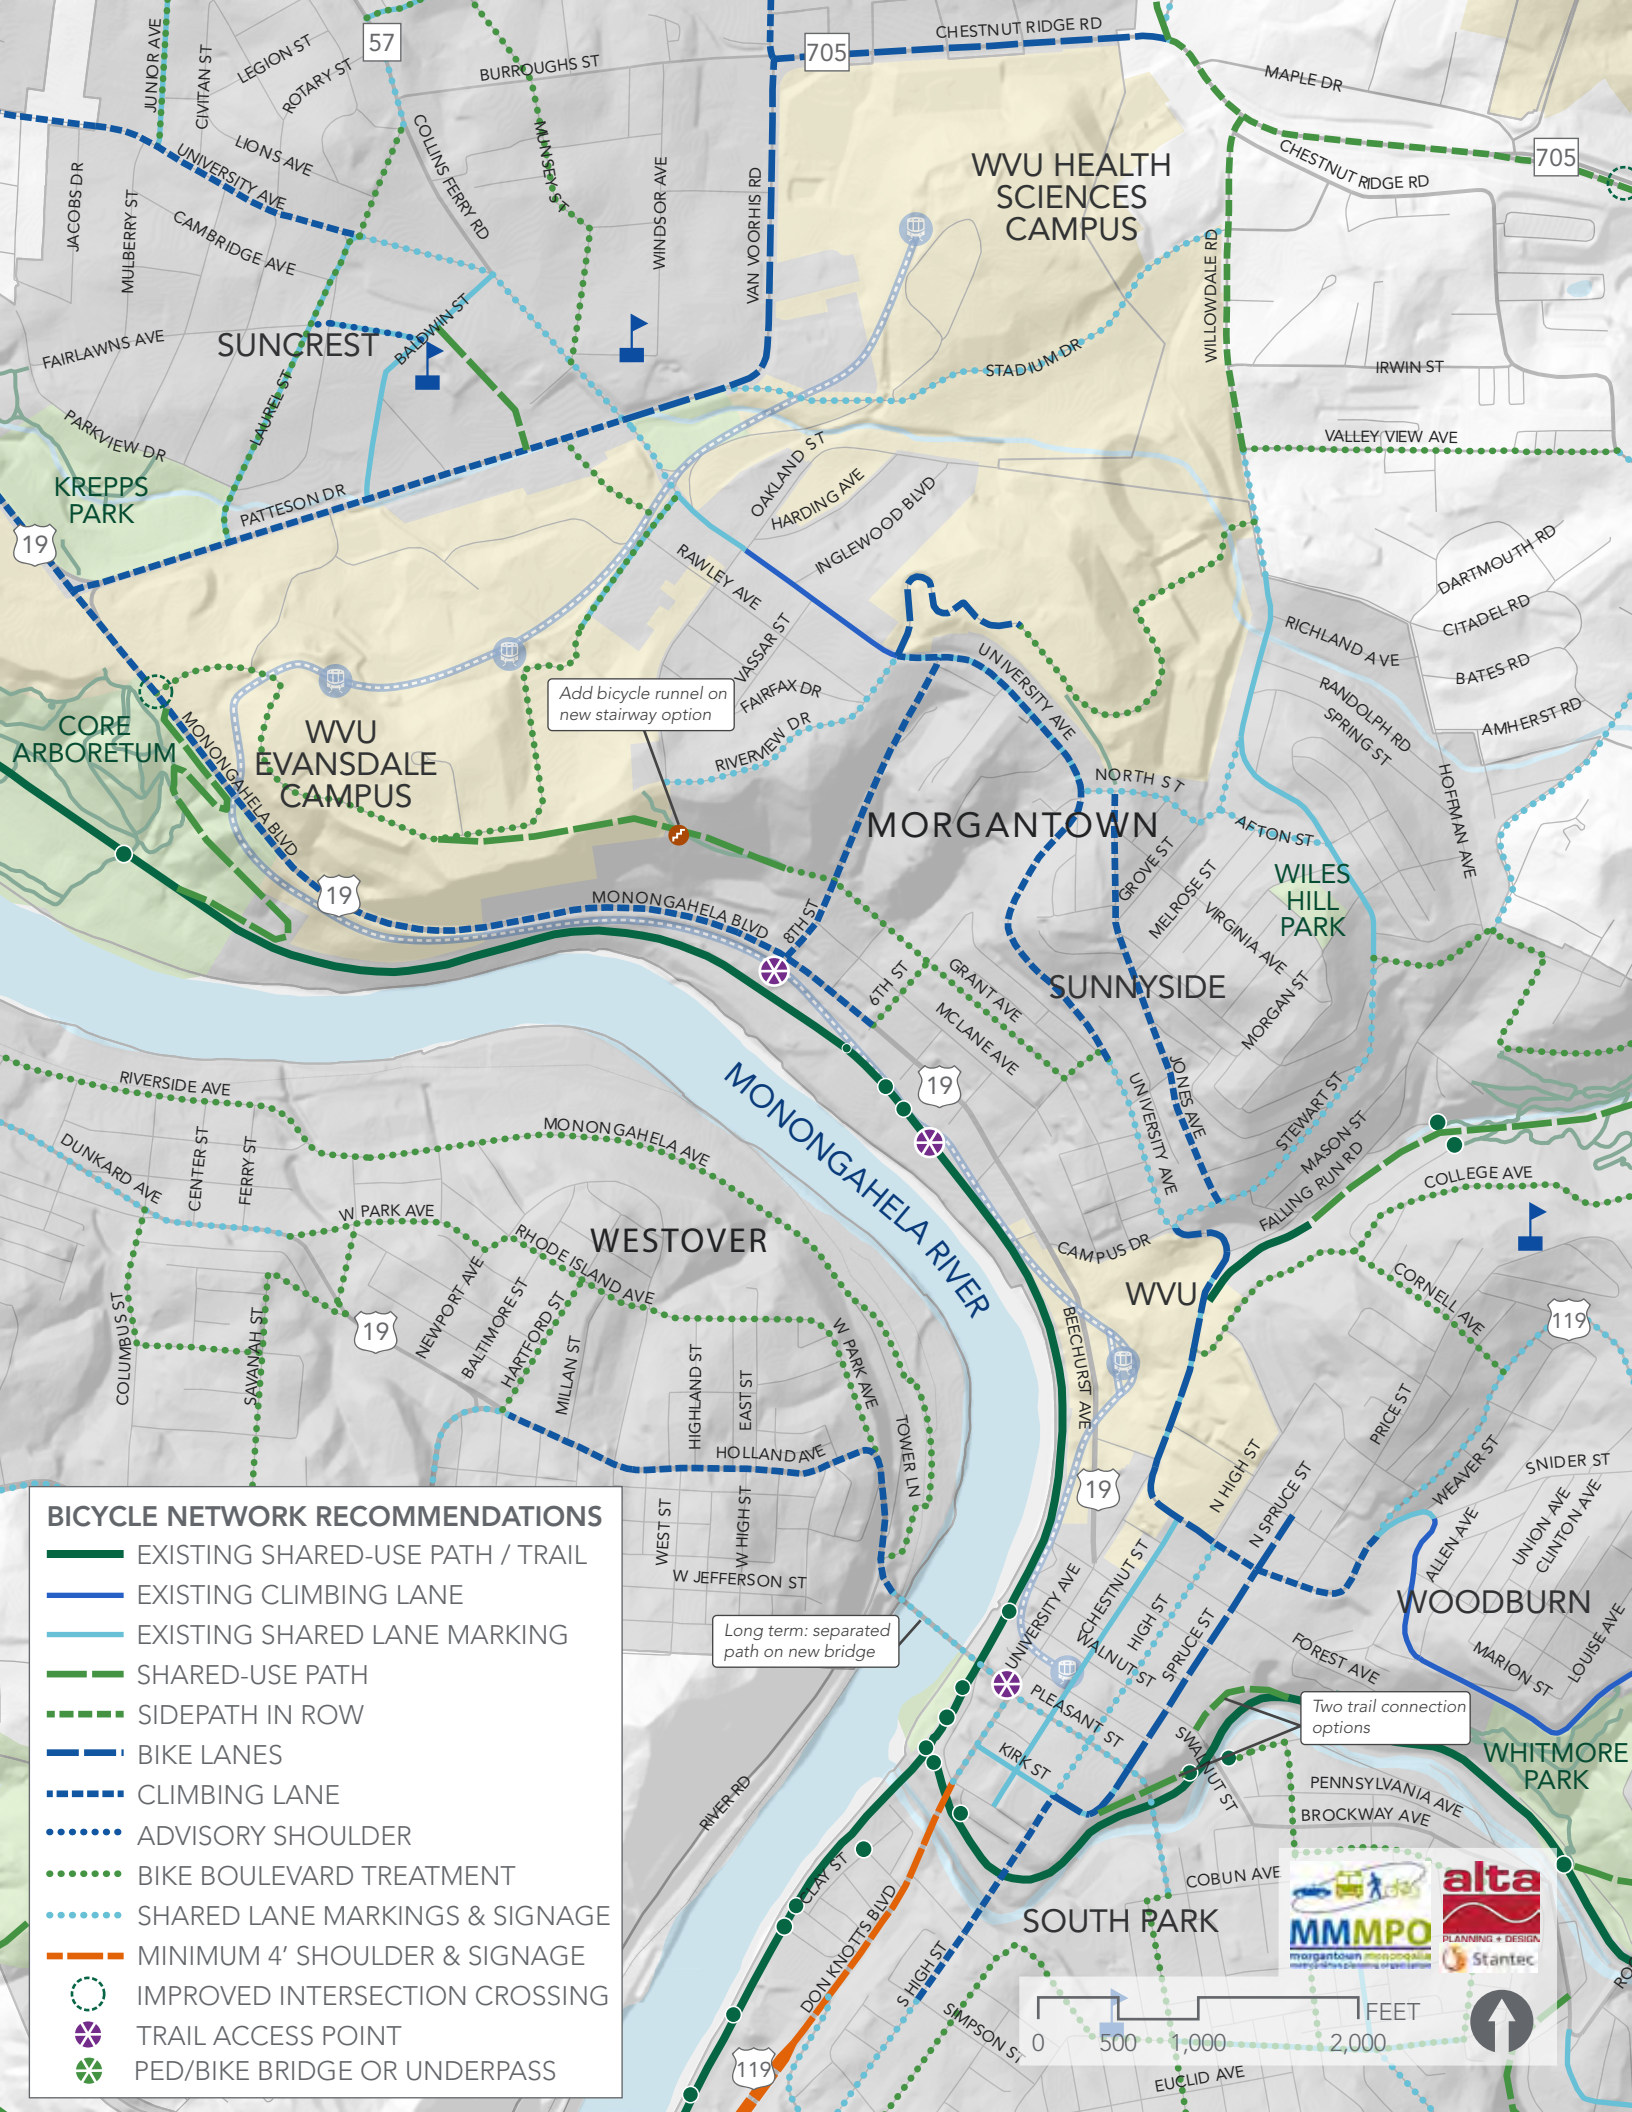 57
705
CHESTNUT RIDGE RD
JUNIOR AVE
CIVITAN ST
LEGION ST
ROTARY ST
BURROUGHS ST
MAPLE DR
COLLINS FERRY RD
MUNSEY ST
LIONS AVE
UNIVERSITY AVE
WINDSOR AVE
VAN VOORHIS RD
WVU HEALTH
SCIENCES
CAMPUS
CHESTNUT RIDGE RD
705
JACOBS DR
MULBERRY ST
CAMBRIDGE AVE
WILLOWDALE RD
FAIRLAWNS AVE
SUNCREST
BALDWIN ST
STADIUM DR
IRWIN ST
PARKVIEW DR
LAUREL ST
VALLEY VIEW AVE
KREPPS
PARK
PATTESON DR
OAKLAND ST
HARDING AVE
INGLEWOOD BLVD
19
RAWLEY AVE
DARTMOUTH RD
CITADEL RD
BATES RD
AMHERST RD
RICHLAND AVE
RANDOLPH RD
SPRING ST
VASSAR ST
FAIRFAX DR
RIVERVIEW DR
UNIVERSITY AVE
Add bicycle runnel on
new stairway option
CORE
ARBORETUM
WVU
EVANSDALE
CAMPUS
MONONGAHELA BLVD
NORTH ST
HOFFMAN AVE
MORGANTOWN
AFTON ST
GROVE ST
MELROSE ST
VIRGINIA AVE
WILES
HILL
PARK
19
MONONGAHELA BLVD
8TH ST
6TH ST
GRANT AVE
MCLANE AVE
SUNNYSIDE
MORGAN ST
19
MONONGAHELA RIVER
UNIVERSITY AVE
JONES AVE
STEWART ST
MASON ST
FALLING RUN RD
COLLEGE AVE
RIVERSIDE AVE
DUNKARD AVE
CENTER ST
FERRY ST
MONONGAHELA AVE
W PARK AVE
RHODE ISLAND AVE
WESTOVER
CAMPUS DR
WVU
CORNELL AVE
119
COLUMBUS ST
SAVANAH ST
19
NEWPORT AVE
BALTIMORE ST
HARTFORD ST
MILLAN ST
HIGHLAND ST
EAST ST
W PARK AVE
TOWER LN
BEECHURST AVE
HOLLAND AVE
PRICE ST
WEAVER ST
SNIDER ST
19
N HIGH ST
N SPRUCE ST
ALLEN AVE
UNION AVE
CLINTON AVE
WEST ST
W HIGH ST
W JEFFERSON ST
WOODBURN
LOUISE AVE
MARION ST
FOREST AVE
UNIVERSITY AVE
CHESTNUT ST
HIGH ST
WALNUT ST
SPRUCE ST
PLEASANT ST
KIRK ST
S WALNUT ST
Long term: separated
path on new bridge
Two trail connection
options
WHITMORE
PARK
PENNSYLVANIA AVE
BROCKWAY AVE
COBUN AVE
RIVER RD
CLAY ST
DON KNOTTS BLVD
S HIGH ST
SOUTH PARK
SIMPSON ST
EUCLID AVE
119
RO
BICYCLE NETWORK RECOMMENDATIONS
EXISTING SHARED-USE PATH / TRAIL
EXISTING CLIMBING LANE
EXISTING SHARED LANE MARKING
SHARED-USE PATH
SIDEPATH IN ROW
BIKE LANES
CLIMBING LANE
ADVISORY SHOULDER
BIKE BOULEVARD TREATMENT
SHARED LANE MARKINGS & SIGNAGE
MINIMUM 4’ SHOULDER & SIGNAGE
IMPROVED INTERSECTION CROSSING
TRAIL ACCESS POINT
PED/BIKE BRIDGE OR UNDERPASS
MMMPO
morgantown monongalia
metropolitan planning organization
alta
PLANNING + DESIGN
Stantec
FEET
0 500 1,000 2,000